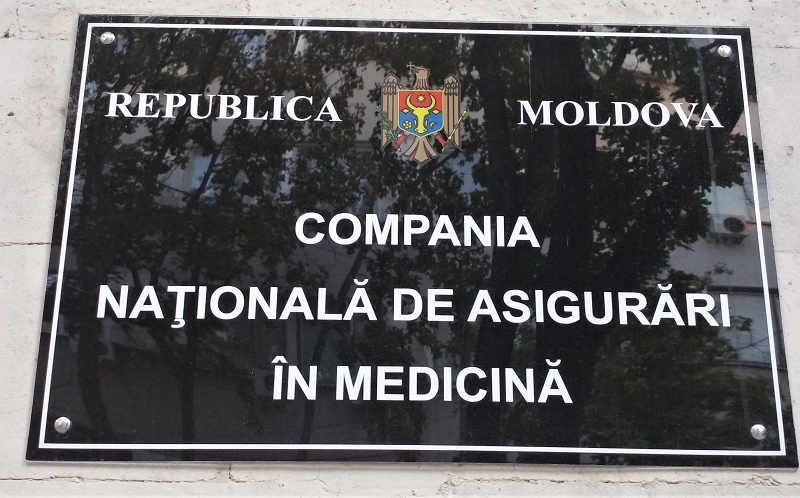 REPUBLICA MOLDOVA
COMPANIA
NAŢIONALĂ DE ASIGURĂRI
ÎN MEDICINĂ